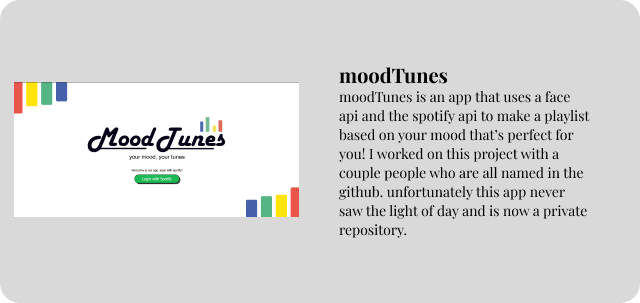 Mood Tunes
your mood, your tunes
Welcome to our app, login with spotify!
Login with Spotify
moodTunes
moodTunes is an app that uses a face
api and the spotify api to make a playlist
based on your mood that’s perfect for
you! I worked on this project with a
couple people who are all named in the
github. unfortunately this app never
saw the light of day and is now a private
repository.